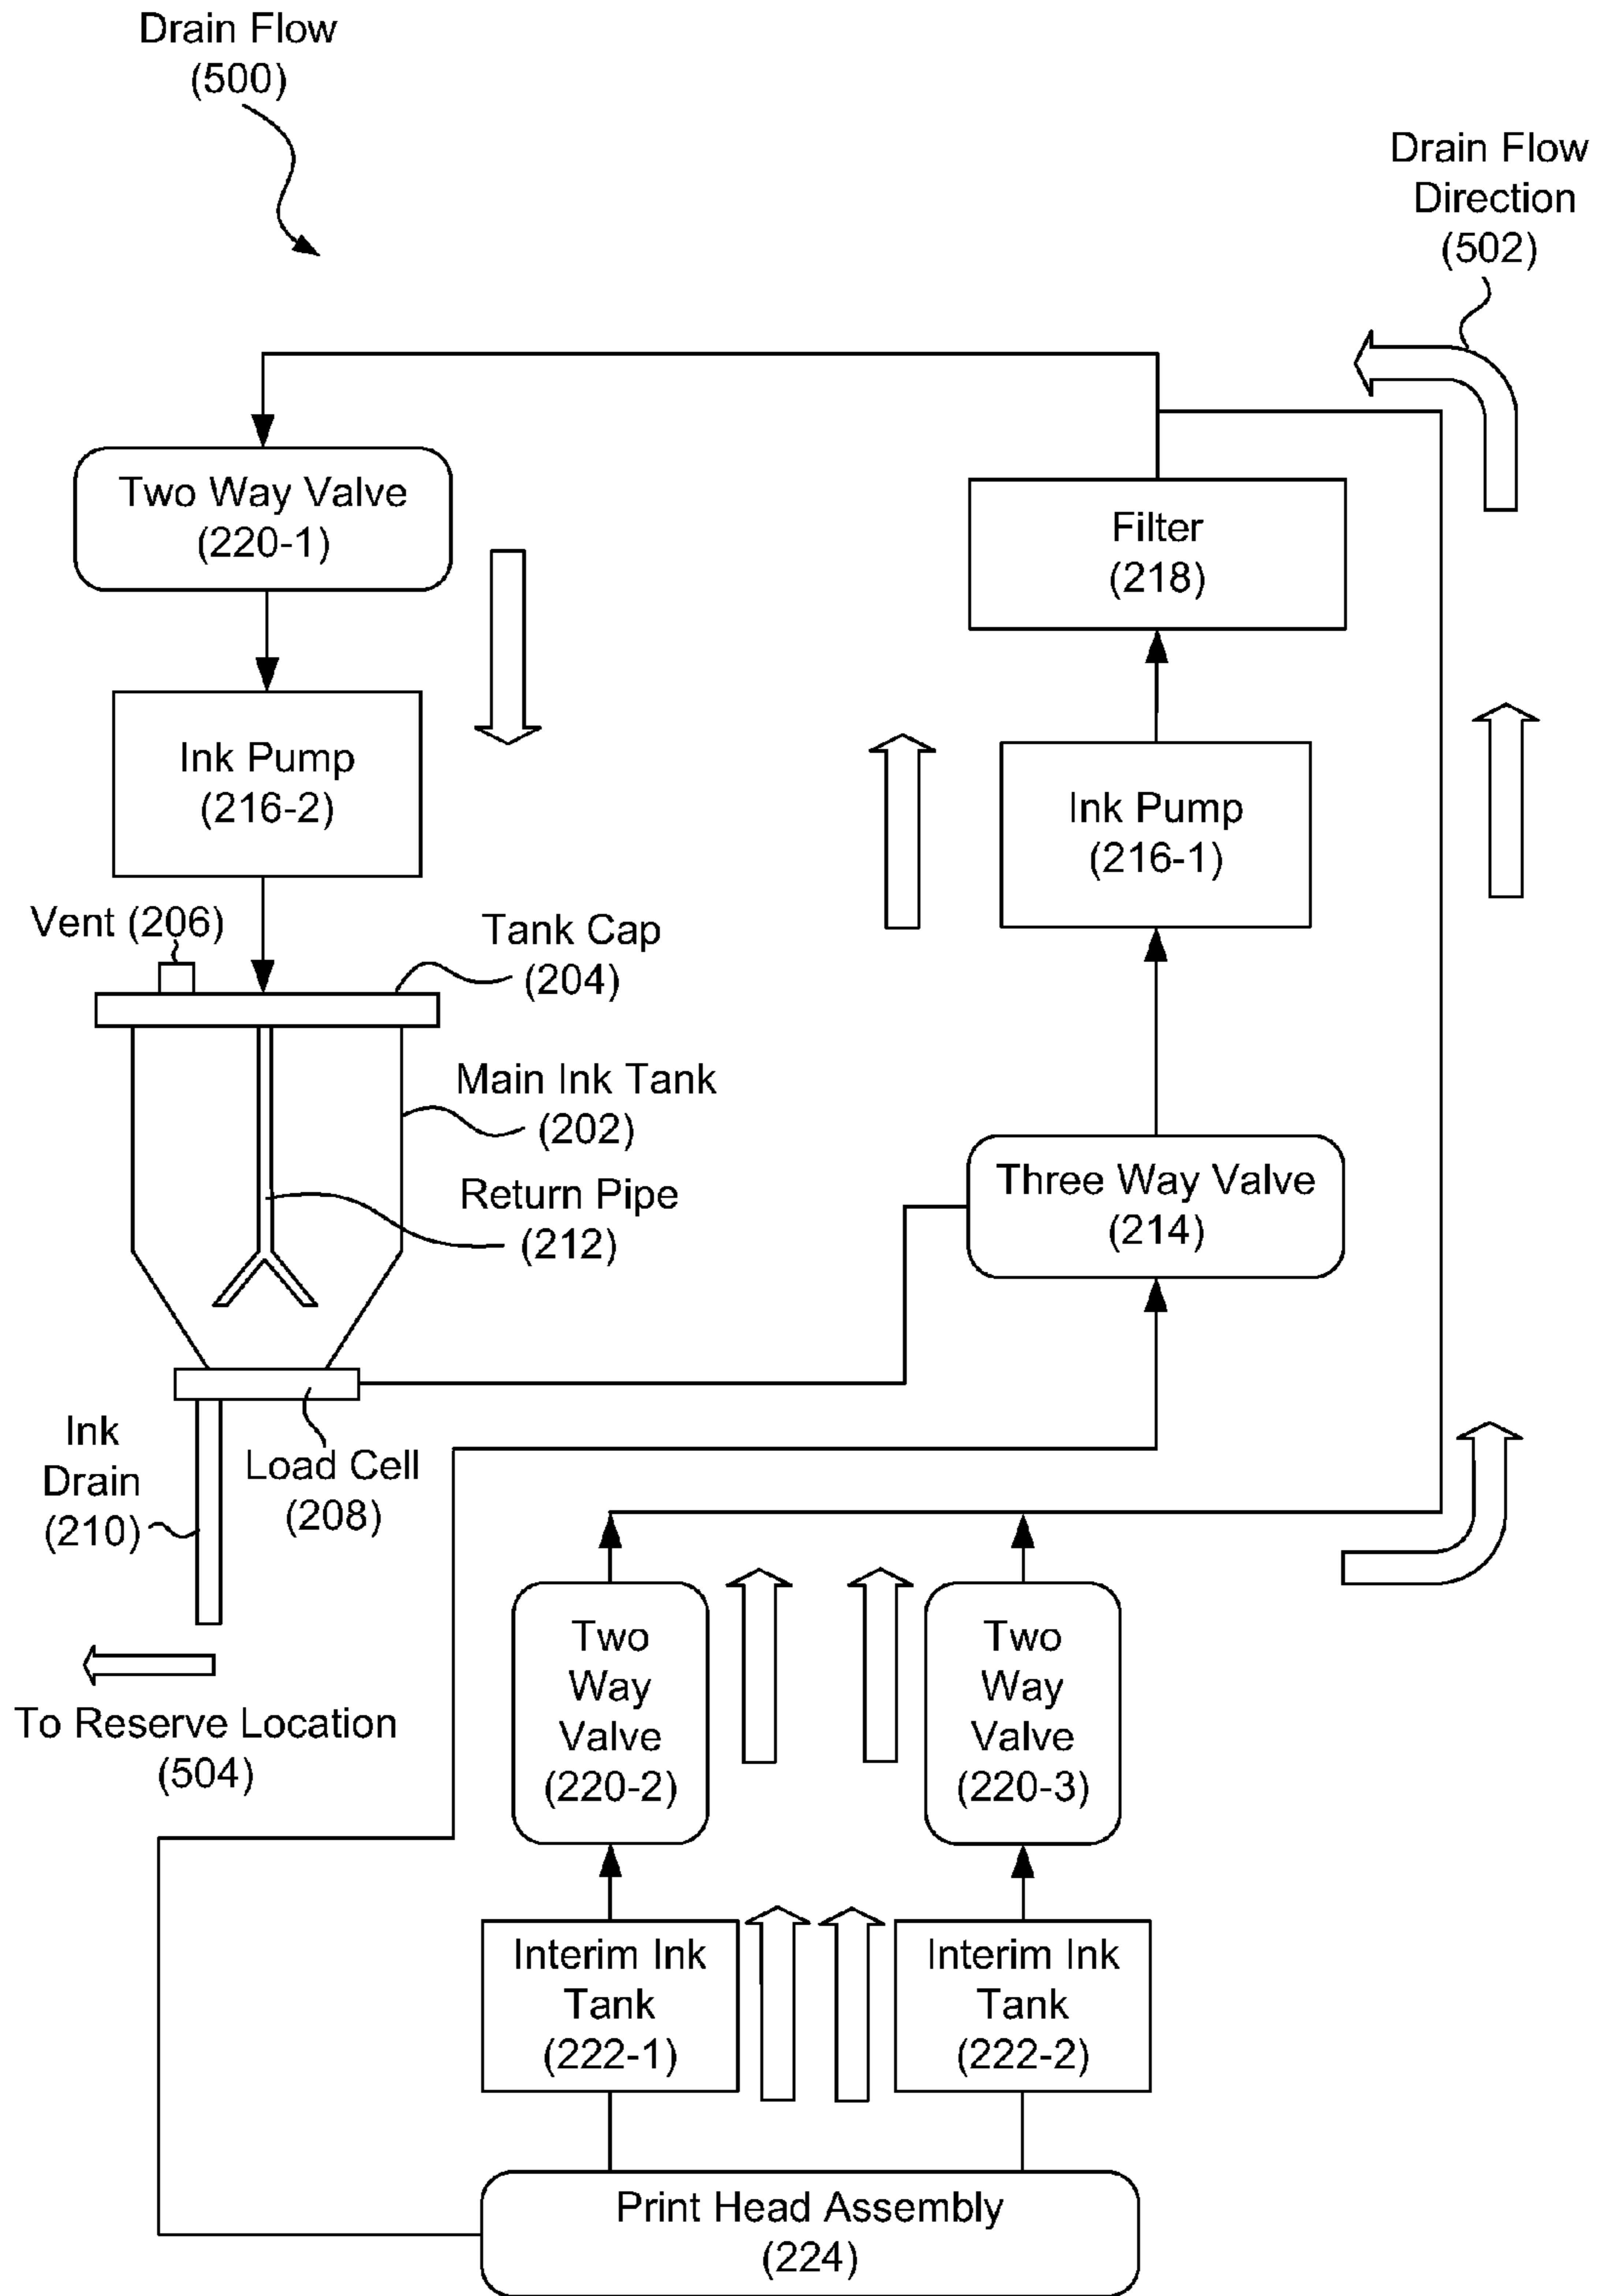 Drain Flow
(500)
Drain Flow
Direction
(502)
Two Way Valve
(220-1)
Filter
(218)
Ink Pump
(216-2)
Ink Pump
(216-1)
Vent (206)
Tank Cap
(204)
Main Ink Tank
(202)
Three Way Valve
(214)
Return Pipe
(212)
Ink
Drain
(210)
Load Cell
(208)
To Reserve Location
(504)
Two
Way
Valve
(220-2)
Two
Way
Valve
(220-3)
Interim Ink
Tank
(222-1)
Interim Ink
Tank
(222-2)
Print Head Assembly
(224)